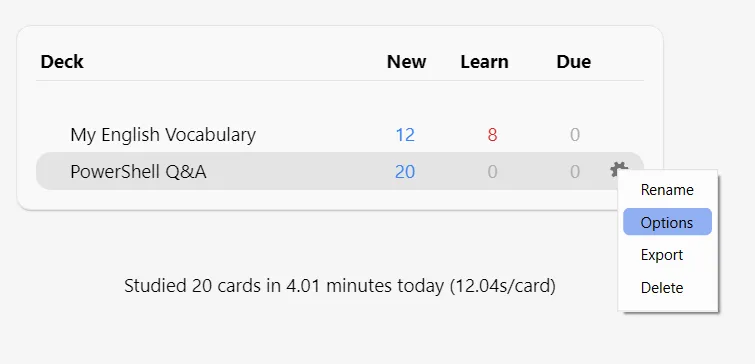 Deck New Learn Due
My English Vocabulary 12 8 0
PowerShell Q&A 20 0 0
Rename
Options
Export
Delete
Studied 20 cards in 4.01 minutes today (12.04s/card)